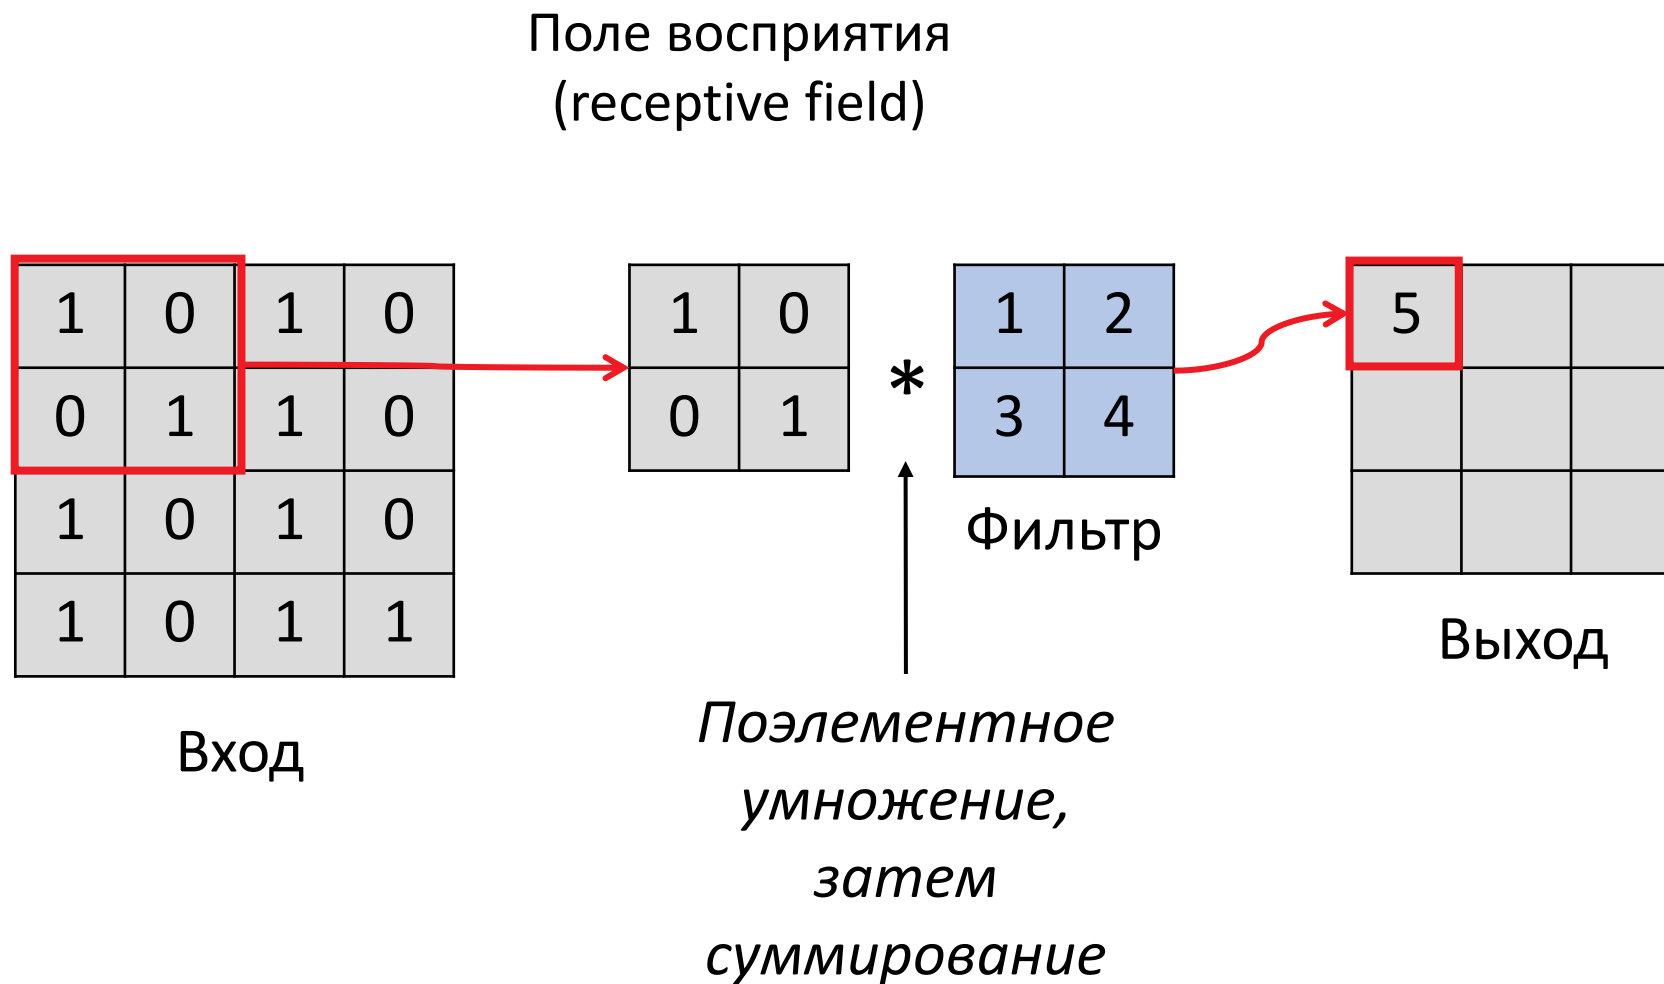 Поле восприятия
(receptive field)
1 0 1 0
0 1 1 0
1 0 1 0
1 0 1 1
Вход
1 0
0 1
*
1 2
3 4
Фильтр
5
Выход
Поэлементное
умножение,
затем
суммирование